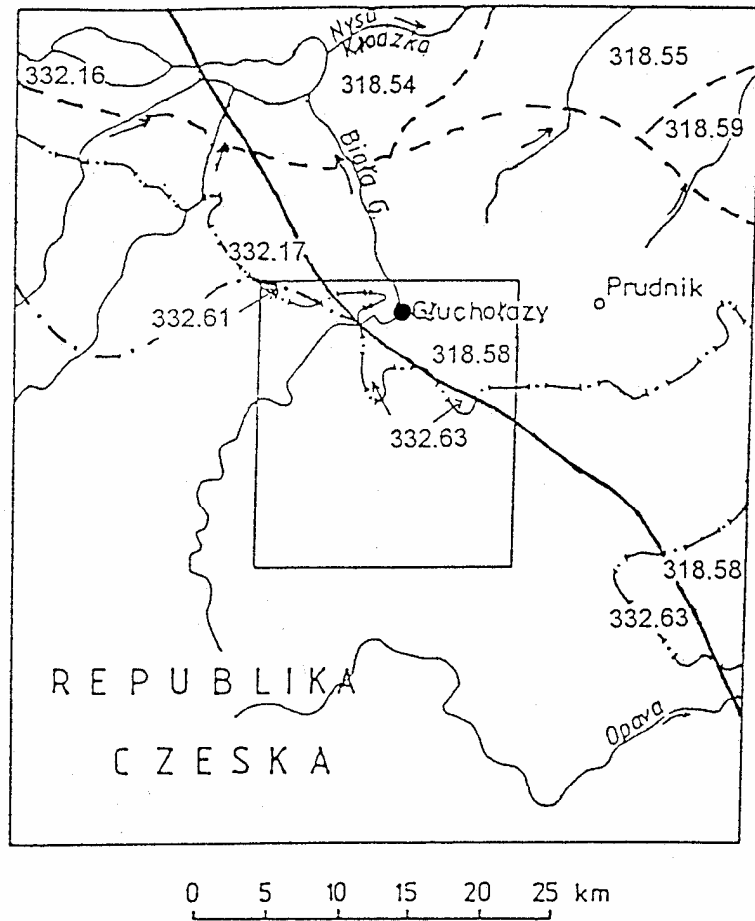 Nysa
Kłodzka
332.16
318.54
318.55
318.59
Biała G.
332.17
332.61
Głuchołazy
Prudnik
318.58
332.63
318.58
332.63
REPUBLIKA
CZESKA
Opava
0 5 10 15 20 25 km